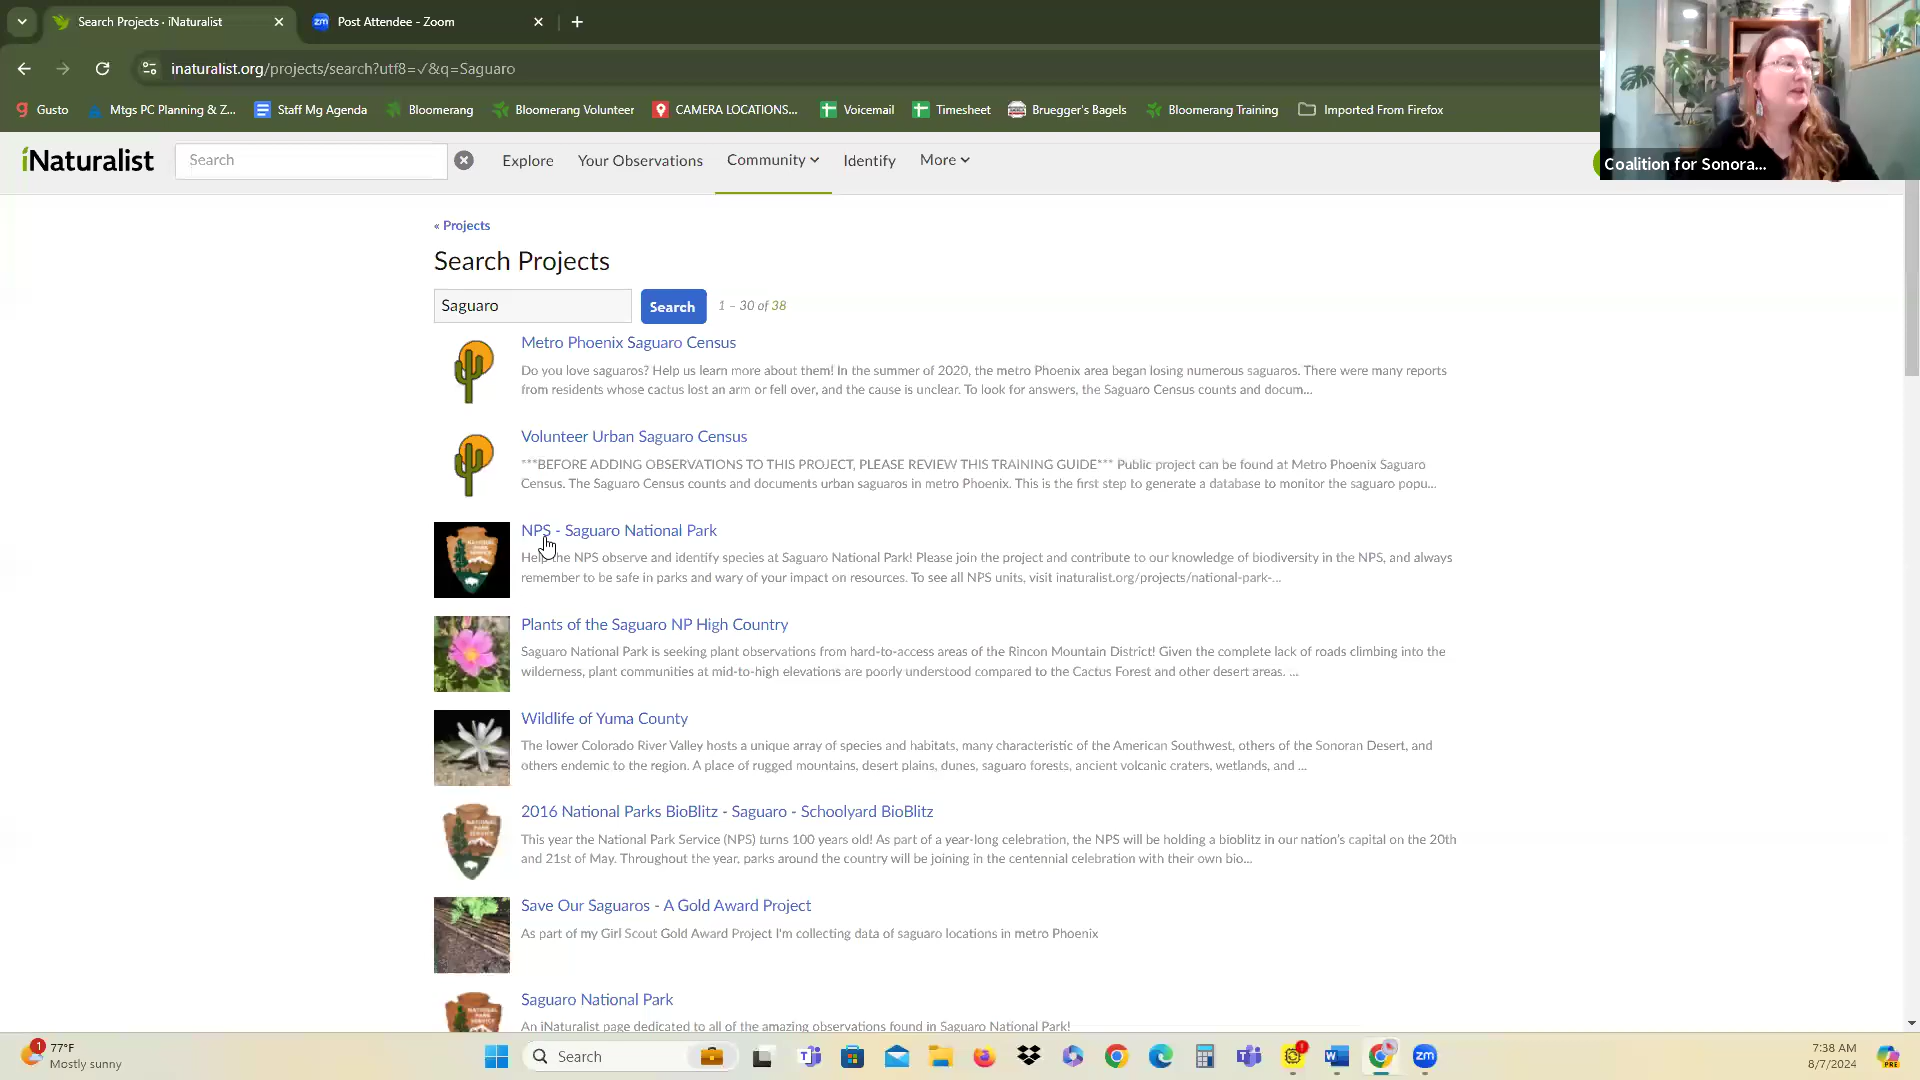 Search Projects · iNaturalist
Post Attendee - Zoom
inaturalist.org/projects/search?utf8=✓&q=Saguaro
Gusto
Mtgs PC Planning & Z...
Staff Mg Agenda
Bloomerang
Bloomerang Volunteer
CAMERA LOCATIONS...
Voicemail
Timesheet
Bruegger's Bagels
Bloomerang Training
Imported From Firefox
Coalition for Sonora...
iNaturalist
Search
Explore
Your Observations
Community
Identify
More
« Projects
Search Projects
Saguaro
Search
1 – 30 of 38
Metro Phoenix Saguaro Census
Do you love saguaros? Help us learn more about them! In the summer of 2020, the metro Phoenix area began losing numerous saguaros. There were many reports
from residents whose cactus lost an arm or fell over, and the cause is unclear. To look for answers, the Saguaro Census counts and docum...
Volunteer Urban Saguaro Census
***BEFORE ADDING OBSERVATIONS TO THIS PROJECT, PLEASE REVIEW THIS TRAINING GUIDE*** Public project can be found at Metro Phoenix Saguaro
Census. The Saguaro Census counts and documents urban saguaros in metro Phoenix. This is the first step to generate a database to monitor the saguaro popu...
NPS - Saguaro National Park
Help the NPS observe and identify species at Saguaro National Park! Please join the project and contribute to our knowledge of biodiversity in the NPS, and always
remember to be safe in parks and wary of your impact on resources. To see all NPS units, visit inaturalist.org/projects/national-park-...
Plants of the Saguaro NP High Country
Saguaro National Park is seeking plant observations from hard-to-access areas of the Rincon Mountain District! Given the complete lack of roads climbing into the
wilderness, plant communities at mid-to-high elevations are poorly understood compared to the Cactus Forest and other desert areas. ...
Wildlife of Yuma County
The lower Colorado River Valley hosts a unique array of species and habitats, many characteristic of the American Southwest, others of the Sonoran Desert, and
others endemic to the region. A place of rugged mountains, desert plains, dunes, saguaro forests, ancient volcanic craters, wetlands, and ...
2016 National Parks BioBlitz - Saguaro - Schoolyard BioBlitz
This year the National Park Service (NPS) turns 100 years old! As part of a year-long celebration, the NPS will be holding a bioblitz in our nation's capital on the 20th
and 21st of May. Throughout the year, parks around the country will be joining in the centennial celebration with their own bio...
Save Our Saguaros - A Gold Award Project
As part of my Girl Scout Gold Award Project I'm collecting data of saguaro locations in metro Phoenix
Saguaro National Park
An iNaturalist page dedicated to all of the amazing observations found in Saguaro National Park!
1
77°F
Mostly sunny
Search
zm
7:38 AM
8/7/2024
PRE